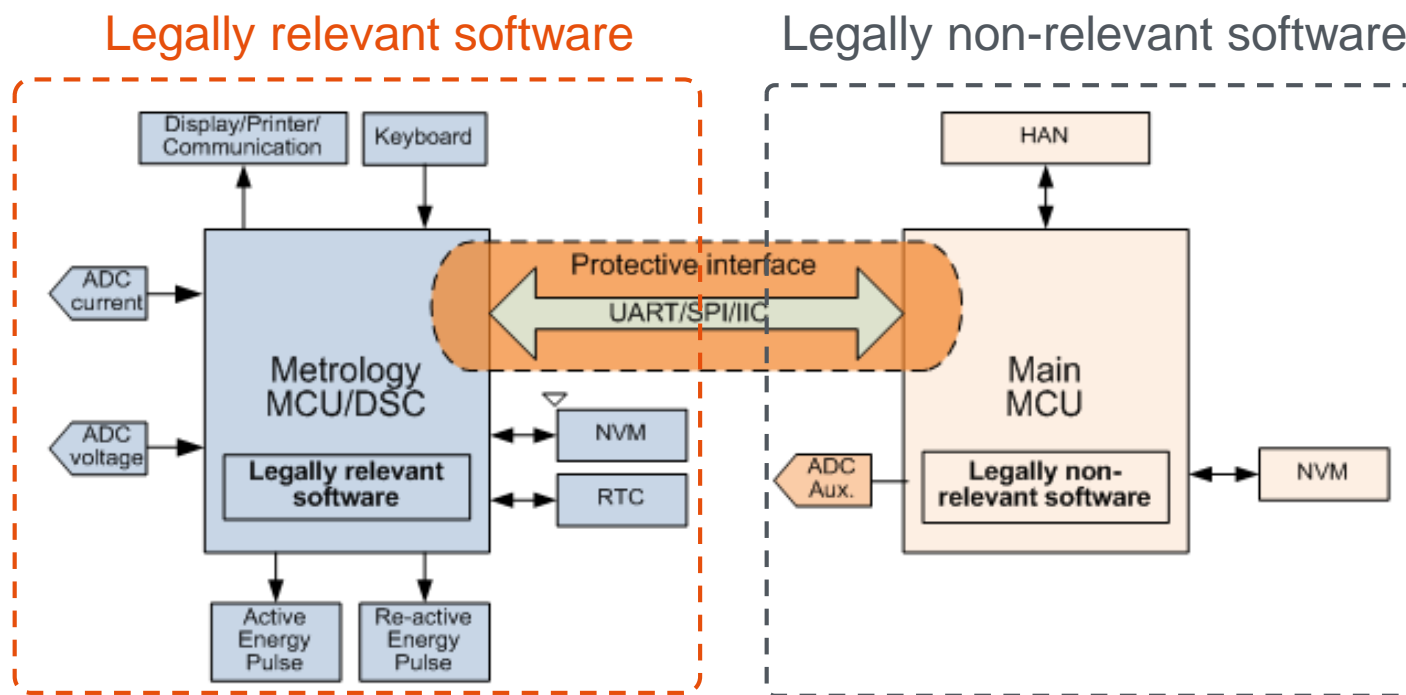 Legally relevant software
Legally non-relevant software
Display/Printer/
Communication
Keyboard
HAN
Protective interface
UART/SPI/IIC
ADC
current
Metrology
MCU/DSC
Main
MCU
ADC
voltage
NVM
Legally relevant
software
RTC
ADC
Aux.
Legally non-
relevant software
NVM
Active
Energy
Pulse
Re-active
Energy
Pulse